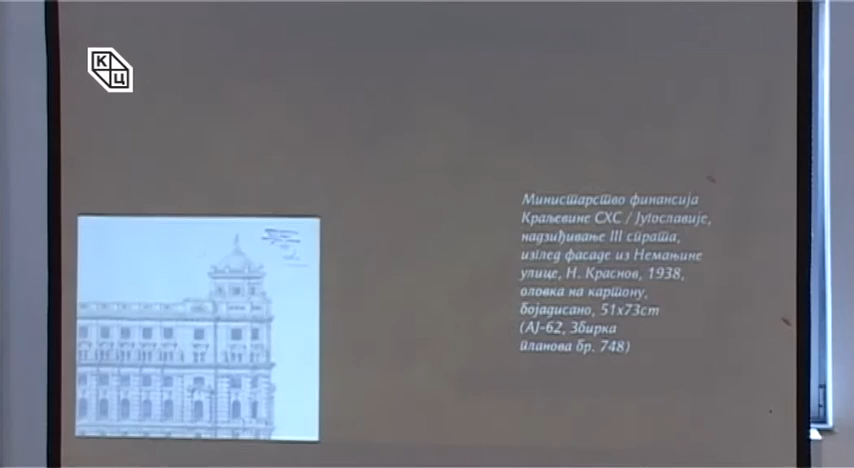 КЦ
Министарство финансија
Краљевине СХС / Југославије,
надзиђивање III спрата,
изглед фасаде из Немањине
улице, Н. Краснов, 1938,
оловка на картону,
бојадисано, 51x73cm
(АЈ-62, Збирка
планова бр. 748)